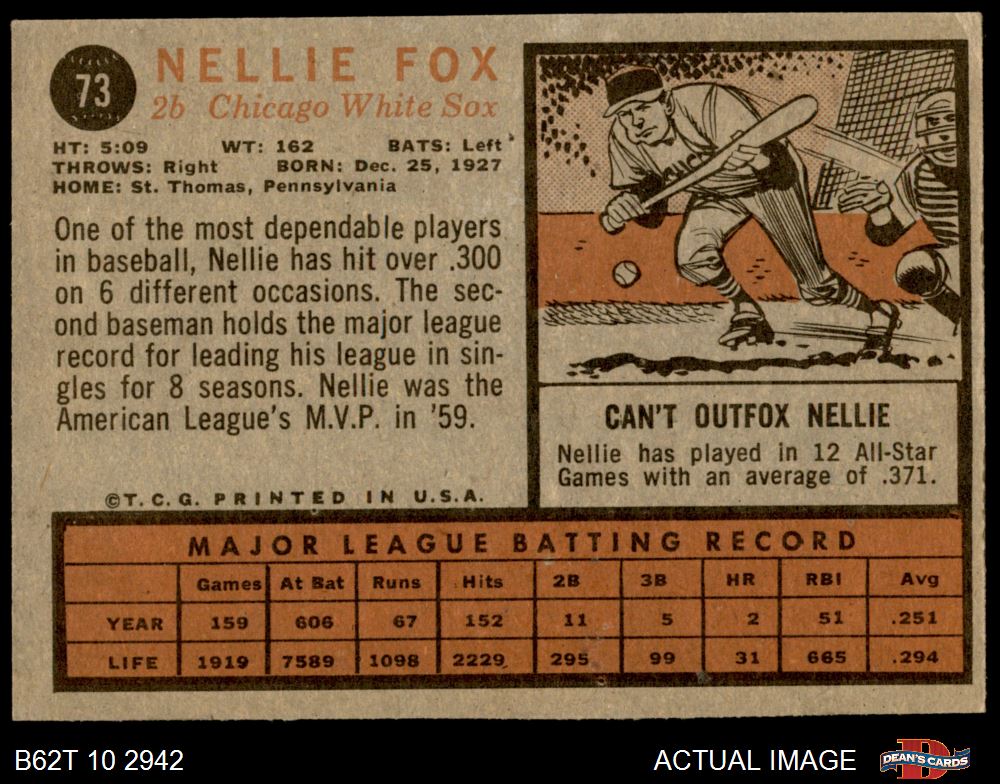 73
NELLIE FOX
2b Chicago White Sox
HT: 5:09 WT: 162 BATS: Left
THROWS: Right BORN: Dec. 25, 1927
HOME: St. Thomas, Pennsylvania
One of the most dependable players
in baseball, Nellie has hit over .300
on 6 different occasions. The sec-
ond baseman holds the major league
record for leading his league in sin-
gles for 8 seasons. Nellie was the
American League's M.V.P. in '59.
©T.C.G. PRINTED IN U.S.A.
CAN'T OUTFOX NELLIE
Nellie has played in 12 All-Star
Games with an average of .371.
MAJOR LEAGUE BATTING RECORD
Games At Bat Runs Hits 2B 3B HR RBI Avg
YEAR 159 606 67 152 11 5 2 51 .251
LIFE 1919 7589 1098 2229 295 99 31 665 .294
B62T 10 2942
ACTUAL IMAGE
D
DEAN'S CARDS